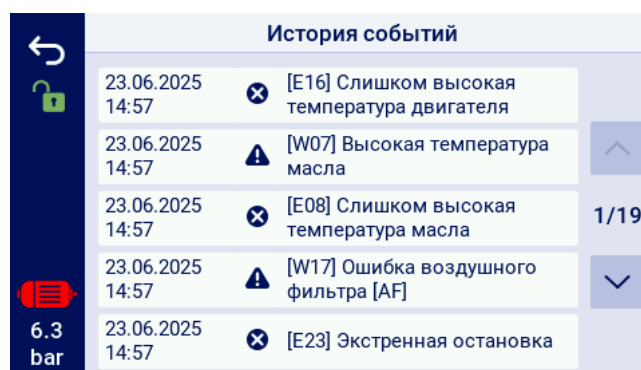 История событий
23.06.2025
14:57
[E16] Слишком высокая
температура двигателя
23.06.2025
14:57
[W07] Высокая температура
масла
23.06.2025
14:57
[E08] Слишком высокая
температура масла
1/19
23.06.2025
14:57
[W17] Ошибка воздушного
фильтра [AF]
23.06.2025
14:57
[E23] Экстренная остановка
6.3
bar